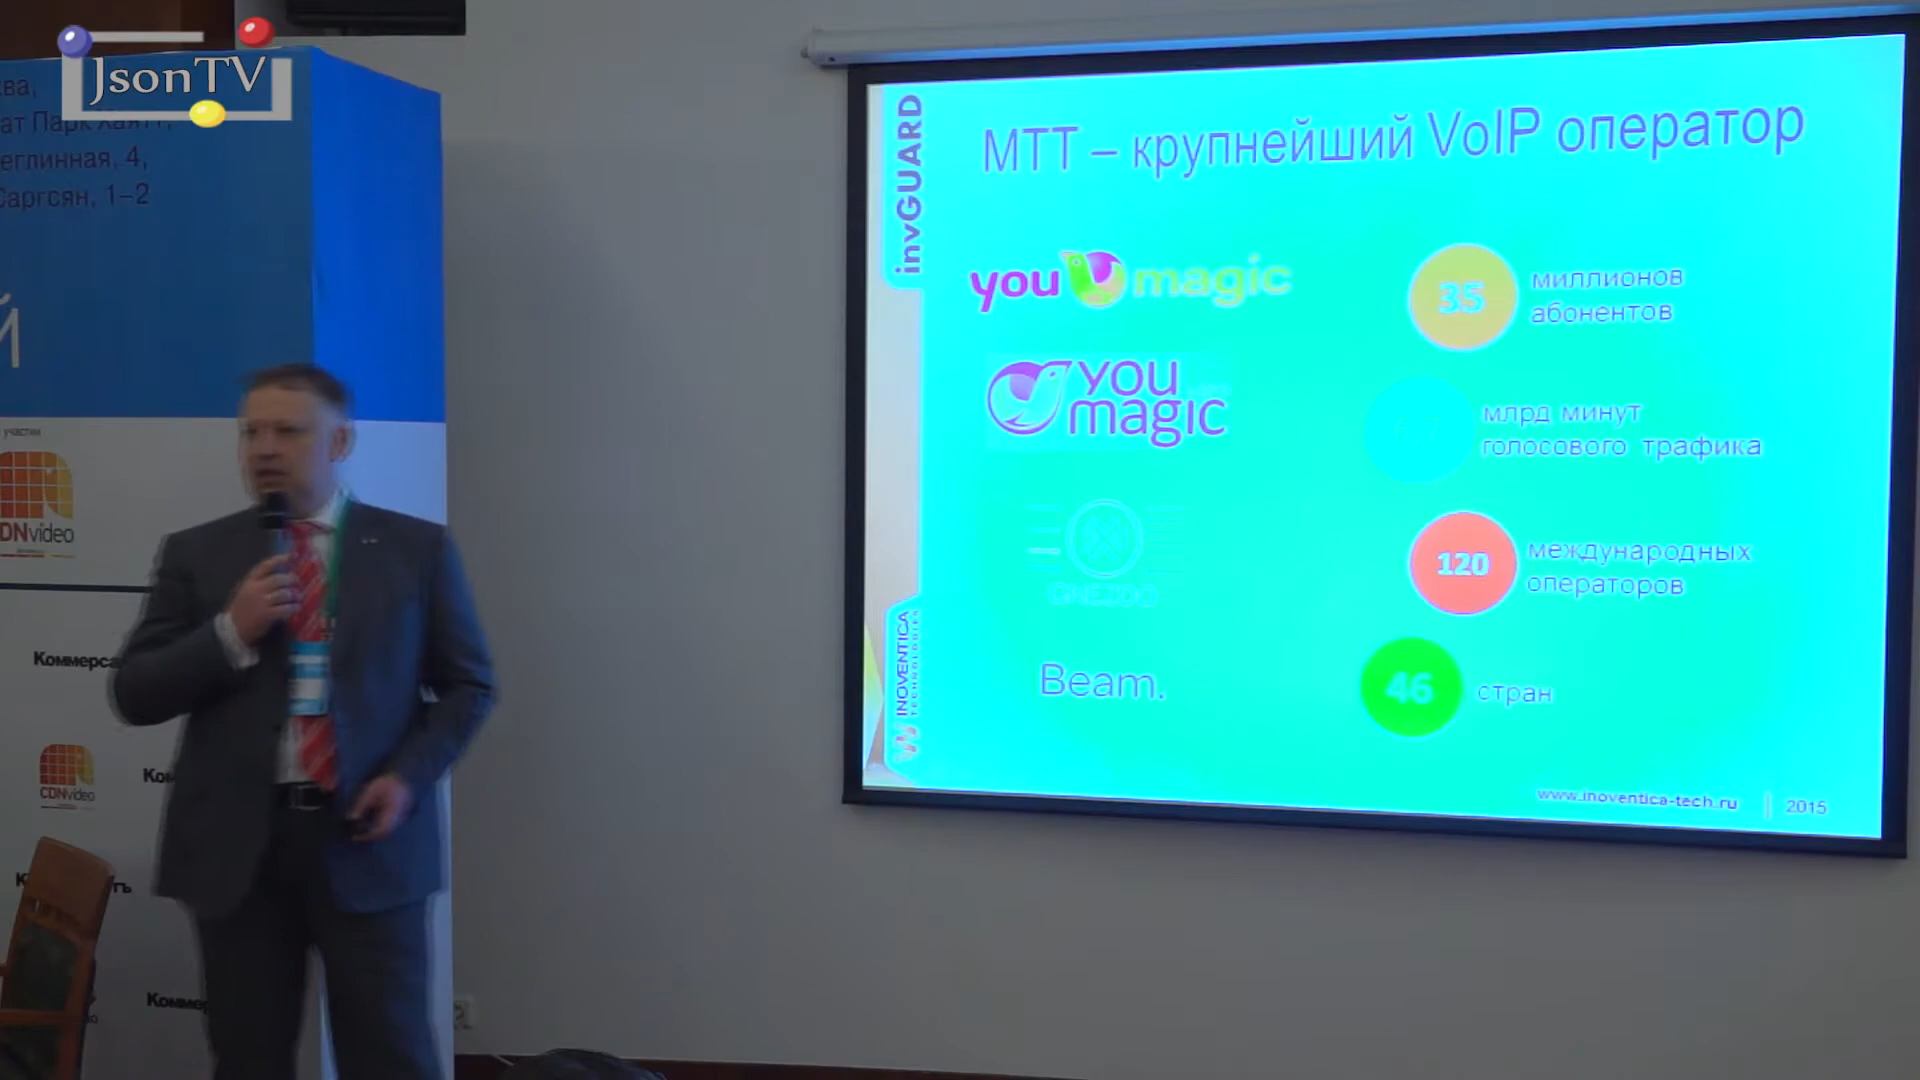 JsonTV
ат Парк Хаятт,
еглинная, 4,
Саргсян, 1–2
Й
участии
DNvideo
Коммерса
CDNvideo
Ко
ъ
Коммер
invGUARD
МТТ – крупнейший VoIP оператор
you magic
35 миллионов
абонентов
you
magic
млрд минут
голосового трафика
120 международных
операторов
Beam.
46 стран
INOVENTICA
TECHNOLOGIES
www.inoventica-tech.ru | 2015